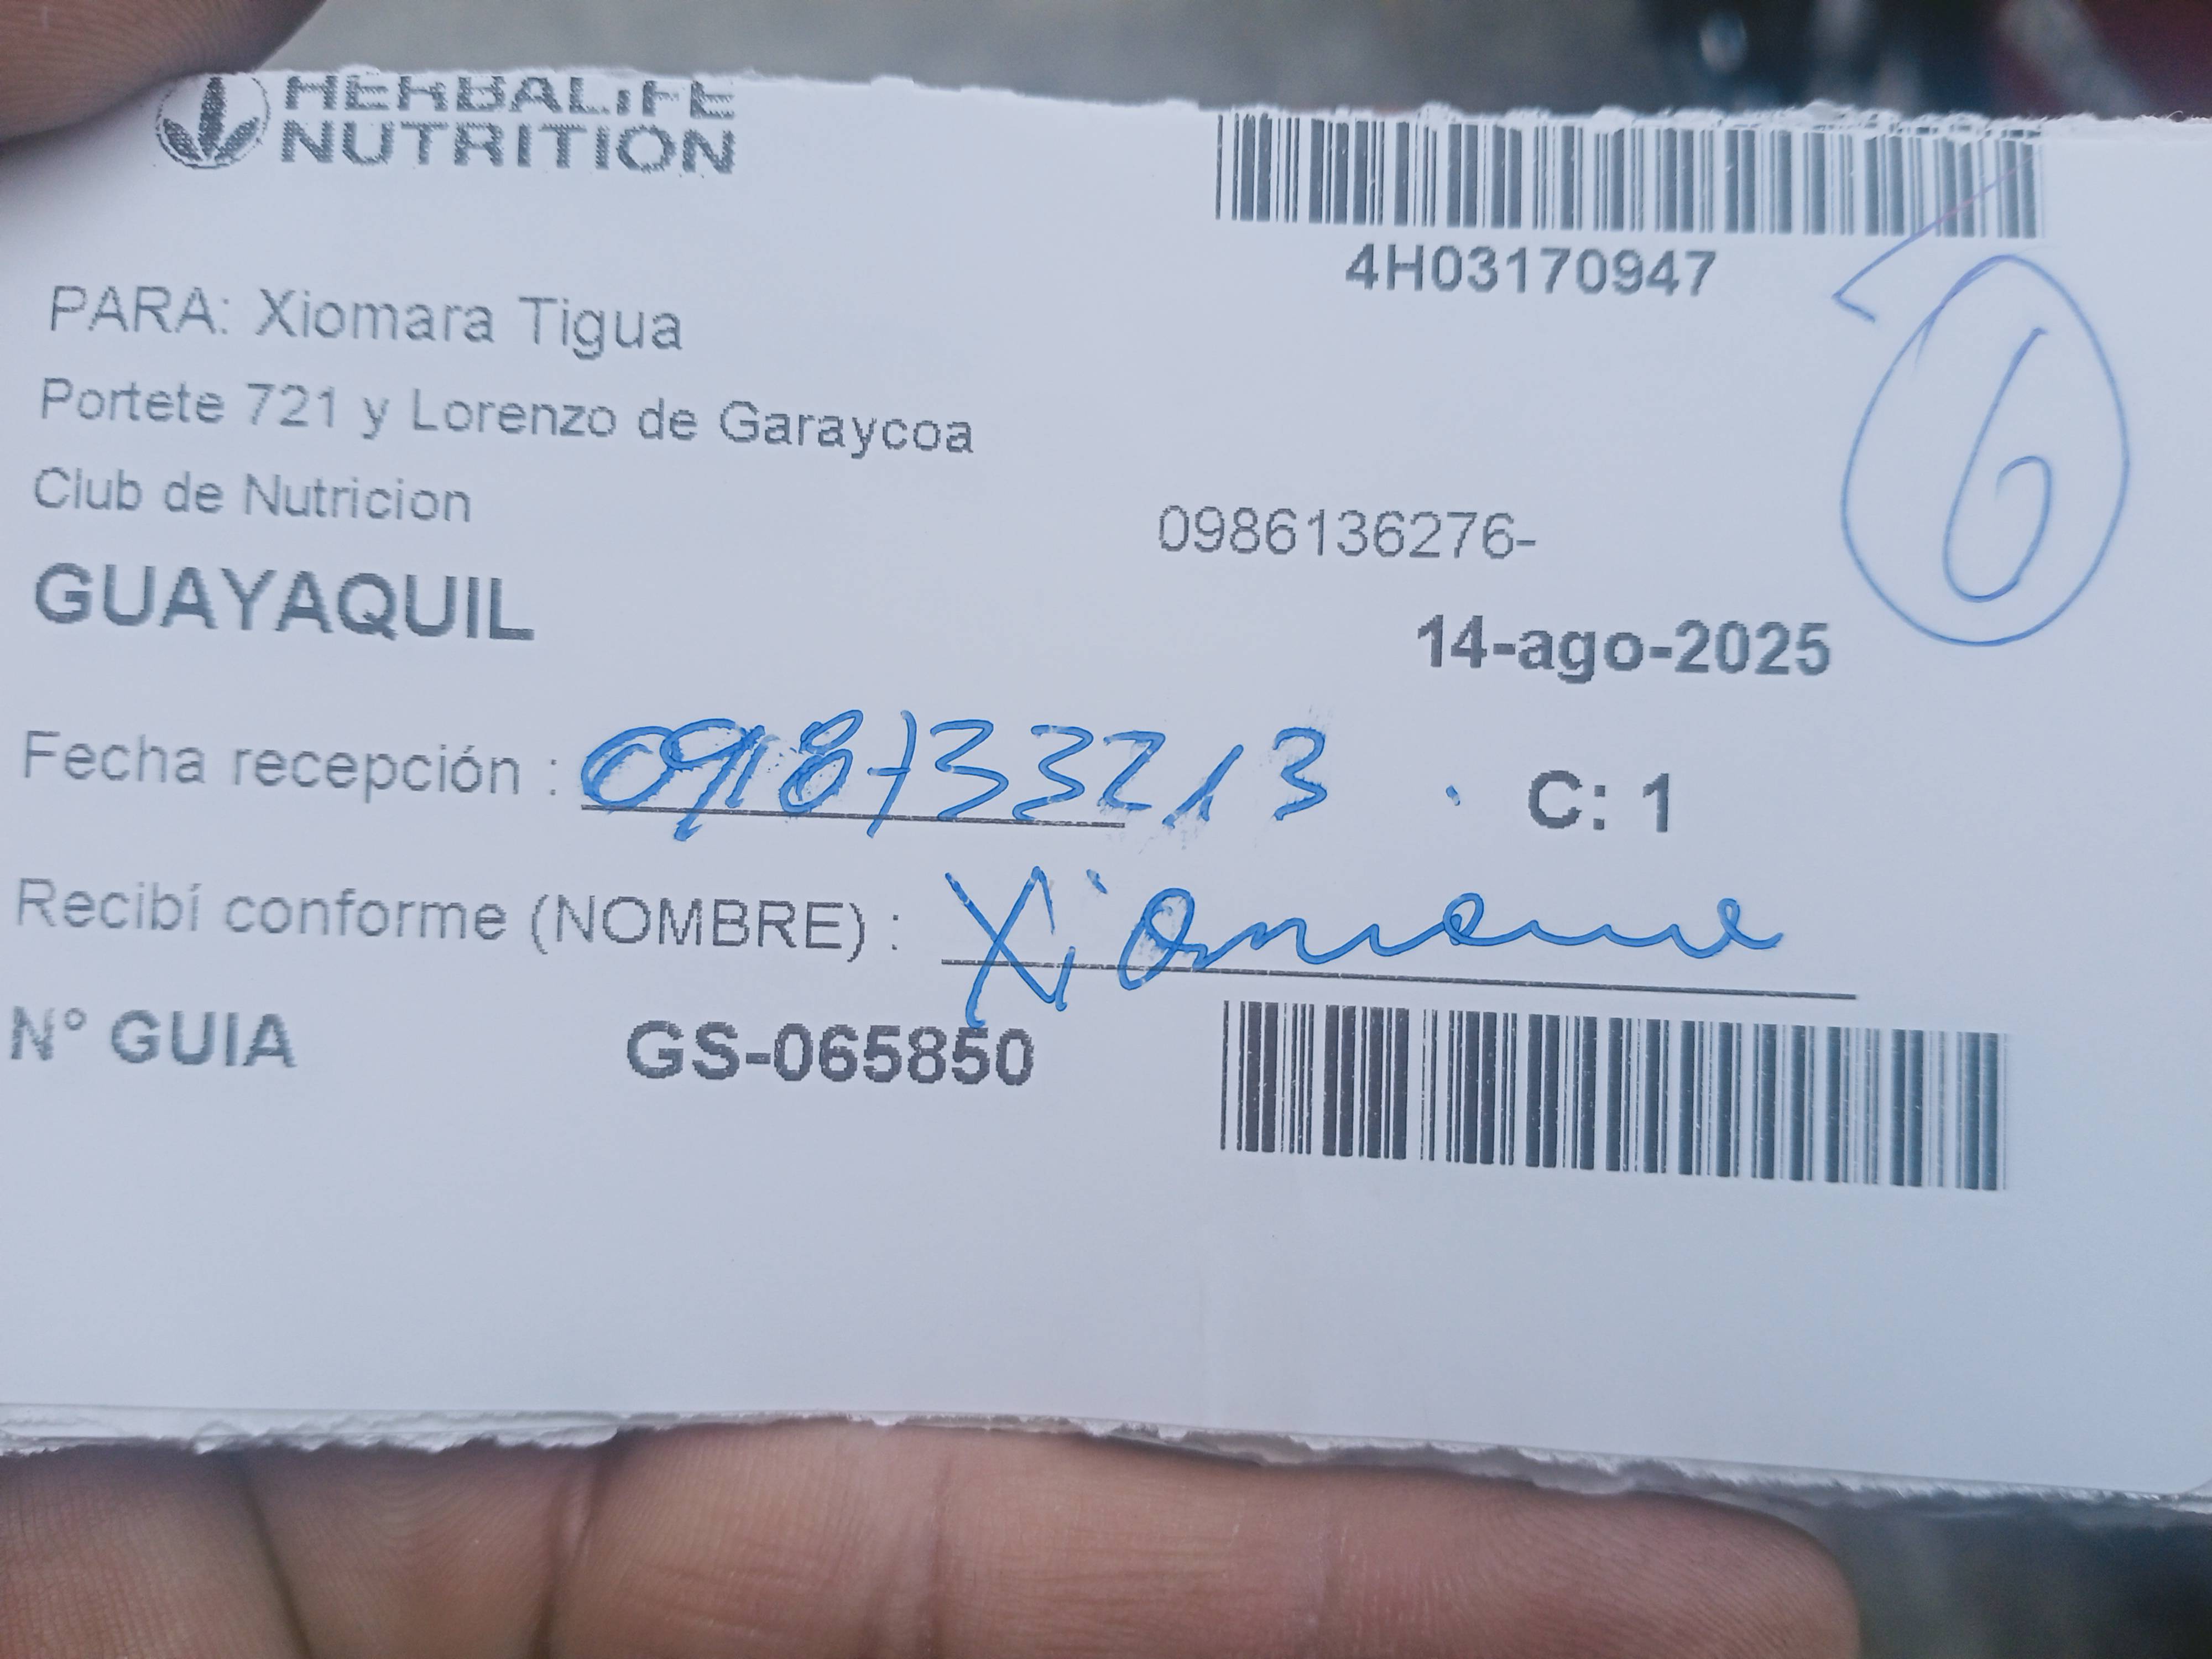 HERBALIFE
NUTRITION
4H03170947
6
PARA: Xiomara Tigua
Portete 721 y Lorenzo de Garaycoa
Club de Nutricion
0986136276-
GUAYAQUIL
14-ago-2025
Fecha recepción : 0918733213
C: 1
Recibí conforme (NOMBRE) :
N° GUIA GS-065850